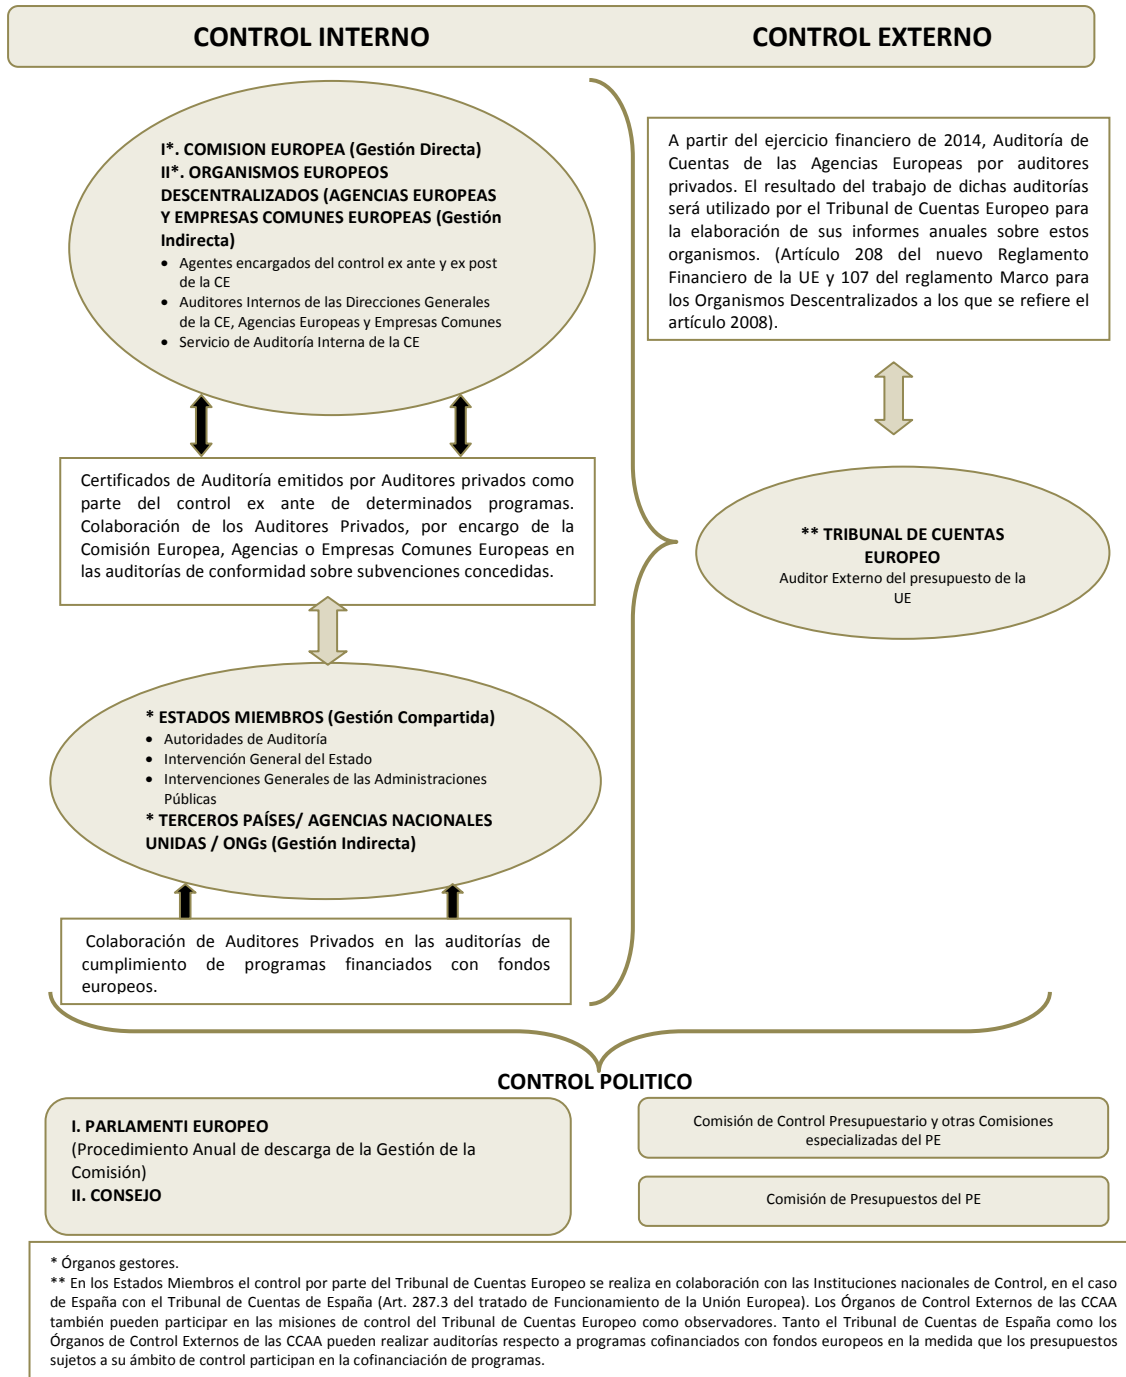 CONTROL INTERNO
CONTROL EXTERNO
I*. COMISION EUROPEA (Gestión Directa)
II*. ORGANISMOS EUROPEOS
DESCENTRALIZADOS (AGENCIAS EUROPEAS
Y EMPRESAS COMUNES EUROPEAS (Gestión
Indirecta)
• Agentes encargados del control ex ante y ex post
de la CE
• Auditores Internos de las Direcciones Generales
de la CE, Agencias Europeas y Empresas Comunes
• Servicio de Auditoría Interna de la CE
Certificados de Auditoría emitidos por Auditores privados como
parte del control ex ante de determinados programas.
Colaboración de los Auditores Privados, por encargo de la
Comisión Europea, Agencias o Empresas Comunes Europeas en
las auditorías de conformidad sobre subvenciones concedidas.
* ESTADOS MIEMBROS (Gestión Compartida)
• Autoridades de Auditoría
• Intervención General del Estado
• Intervenciones Generales de las Administraciones
Públicas
* TERCEROS PAÍSES/ AGENCIAS NACIONALES
UNIDAS / ONGs (Gestión Indirecta)
Colaboración de Auditores Privados en las auditorías de
cumplimiento de programas financiados con fondos
europeos.
A partir del ejercicio financiero de 2014, Auditoría de
Cuentas de las Agencias Europeas por auditores
privados. El resultado del trabajo de dichas auditorías
será utilizado por el Tribunal de Cuentas Europeo para
la elaboración de sus informes anuales sobre estos
organismos. (Artículo 208 del nuevo Reglamento
Financiero de la UE y 107 del reglamento Marco para
los Organismos Descentralizados a los que se refiere el
artículo 2008).
** TRIBUNAL DE CUENTAS
EUROPEO
Auditor Externo del presupuesto de la
UE
CONTROL POLITICO
I. PARLAMENTI EUROPEO
(Procedimiento Anual de descarga de la Gestión de la
Comisión)
II. CONSEJO
Comisión de Control Presupuestario y otras Comisiones
especializadas del PE
Comisión de Presupuestos del PE
* Órganos gestores.
** En los Estados Miembros el control por parte del Tribunal de Cuentas Europeo se realiza en colaboración con las Instituciones nacionales de Control, en el caso
de España con el Tribunal de Cuentas de España (Art. 287.3 del tratado de Funcionamiento de la Unión Europea). Los Órganos de Control Externos de las CCAA
también pueden participar en las misiones de control del Tribunal de Cuentas Europeo como observadores. Tanto el Tribunal de Cuentas de España como los
Órganos de Control Externos de las CCAA pueden realizar auditorías respecto a programas cofinanciados con fondos europeos en la medida que los presupuestos
sujetos a su ámbito de control participan en la cofinanciación de programas.